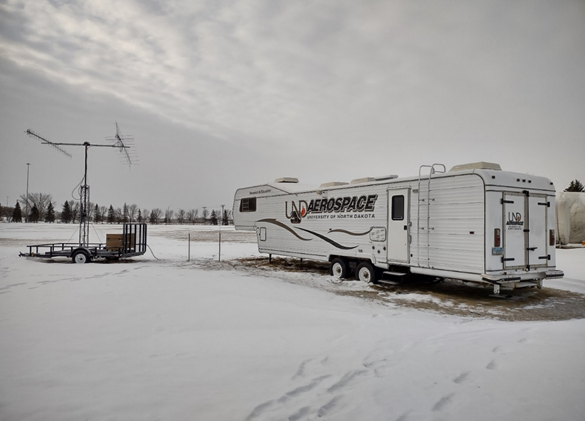 UND AEROSPACE
UNIVERSITY OF NORTH DAKOTA
UND
AEROSPACE